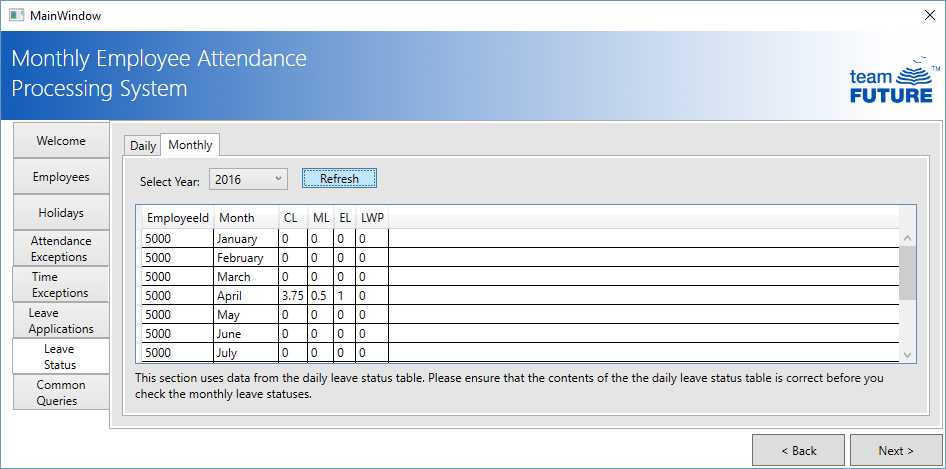 MainWindow
Monthly Employee Attendance
Processing System
team
FUTURE
TM
Welcome
Employees
Holidays
Attendance
Exceptions
Time
Exceptions
Leave
Applications
Leave
Status
Common
Queries
Daily Monthly
Select Year: 2016 Refresh
EmployeeId Month CL ML EL LWP
5000 January 0 0 0 0
5000 February 0 0 0 0
5000 March 0 0 0 0
5000 April 3.75 0.5 1 0
5000 May 0 0 0 0
5000 June 0 0 0 0
5000 July 0 0 0 0
This section uses data from the daily leave status table. Please ensure that the contents of the the daily leave status table is correct before you
check the monthly leave statuses.
< Back Next >